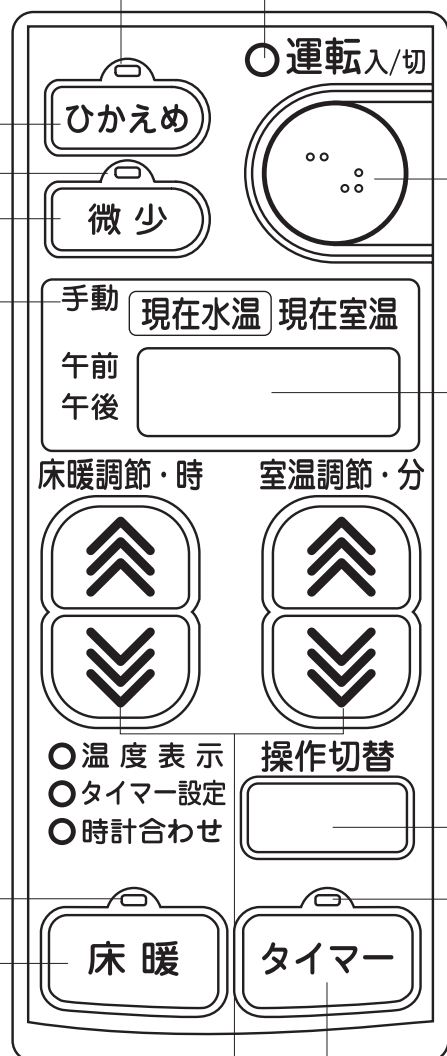 運転入/切
ひかえめ
微少
手動 現在水温 現在室温
午前
午後
床暖調節・時 室温調節・分
温度表示
タイマー設定
時計合わせ
操作切替
床暖
タイマー